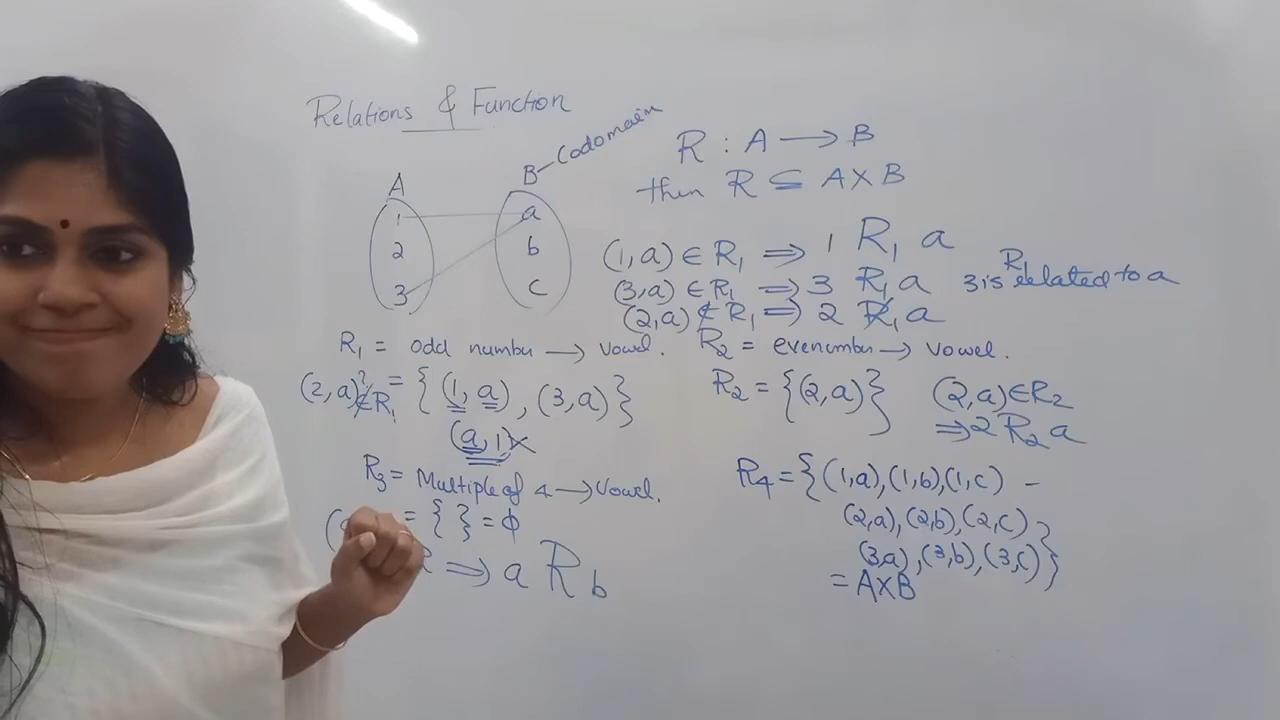 Relations & Function
A
B - Codomain
1
2
3
a
b
c
R : A → B
then R ⊆ A×B
(1,a) ∈ R₁ ⟹ 1 R₁ a
(3,a) ∈ R₁ ⟹ 3 R₁ a 3 is R₁ related to a
(2,a) ∉ R₁ ⟹ 2 R̸₁ a
R₁ = odd number → vowel.
(2,a) ∉ R₁ = {(1,a), (3,a)}
(a,1) ×
R₂ = evenumber → vowel.
R₂ = {(2,a)}
(2,a) ∈ R₂
⟹ 2 R₂ a
R₃ = Multiple of 4 → vowel.
= { } = ϕ
R ⟹ a R b
R₄ = {(1,a),(1,b),(1,c) -
(2,a),(2,b),(2,c)
(3,a),(3,b),(3,c)}
= A×B